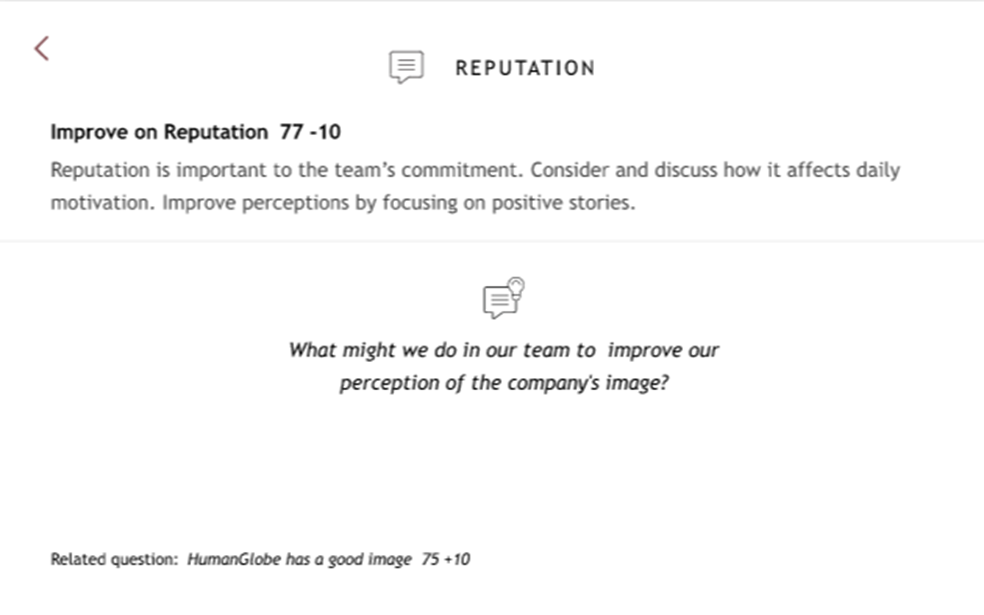 REPUTATION
Improve on Reputation 77 -10
Reputation is important to the team's commitment. Consider and discuss how it affects daily
motivation. Improve perceptions by focusing on positive stories.
What might we do in our team to improve our
perception of the company's image?
Related question: HumanGlobe has a good image 75 +10